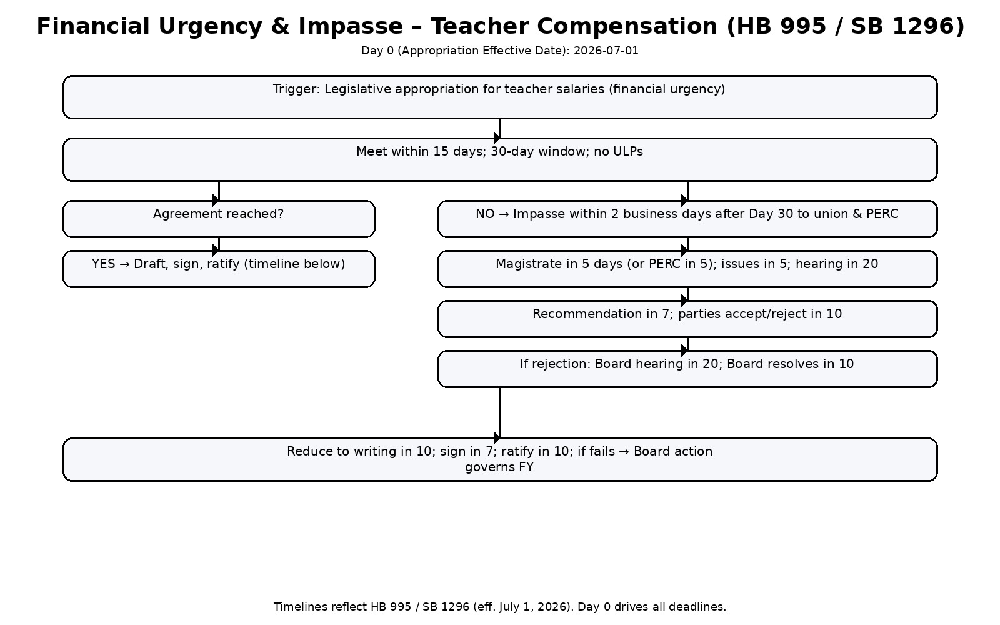 Financial Urgency & Impasse – Teacher Compensation (HB 995 / SB 1296)
Day 0 (Appropriation Effective Date): 2026-07-01
Trigger: Legislative appropriation for teacher salaries (financial urgency)
Meet within 15 days; 30-day window; no ULPs
Agreement reached?
NO → Impasse within 2 business days after Day 30 to union & PERC
YES → Draft, sign, ratify (timeline below)
Magistrate in 5 days (or PERC in 5); issues in 5; hearing in 20
Recommendation in 7; parties accept/reject in 10
If rejection: Board hearing in 20; Board resolves in 10
Reduce to writing in 10; sign in 7; ratify in 10; if fails → Board action
governs FY
Timelines reflect HB 995 / SB 1296 (eff. July 1, 2026). Day 0 drives all deadlines.